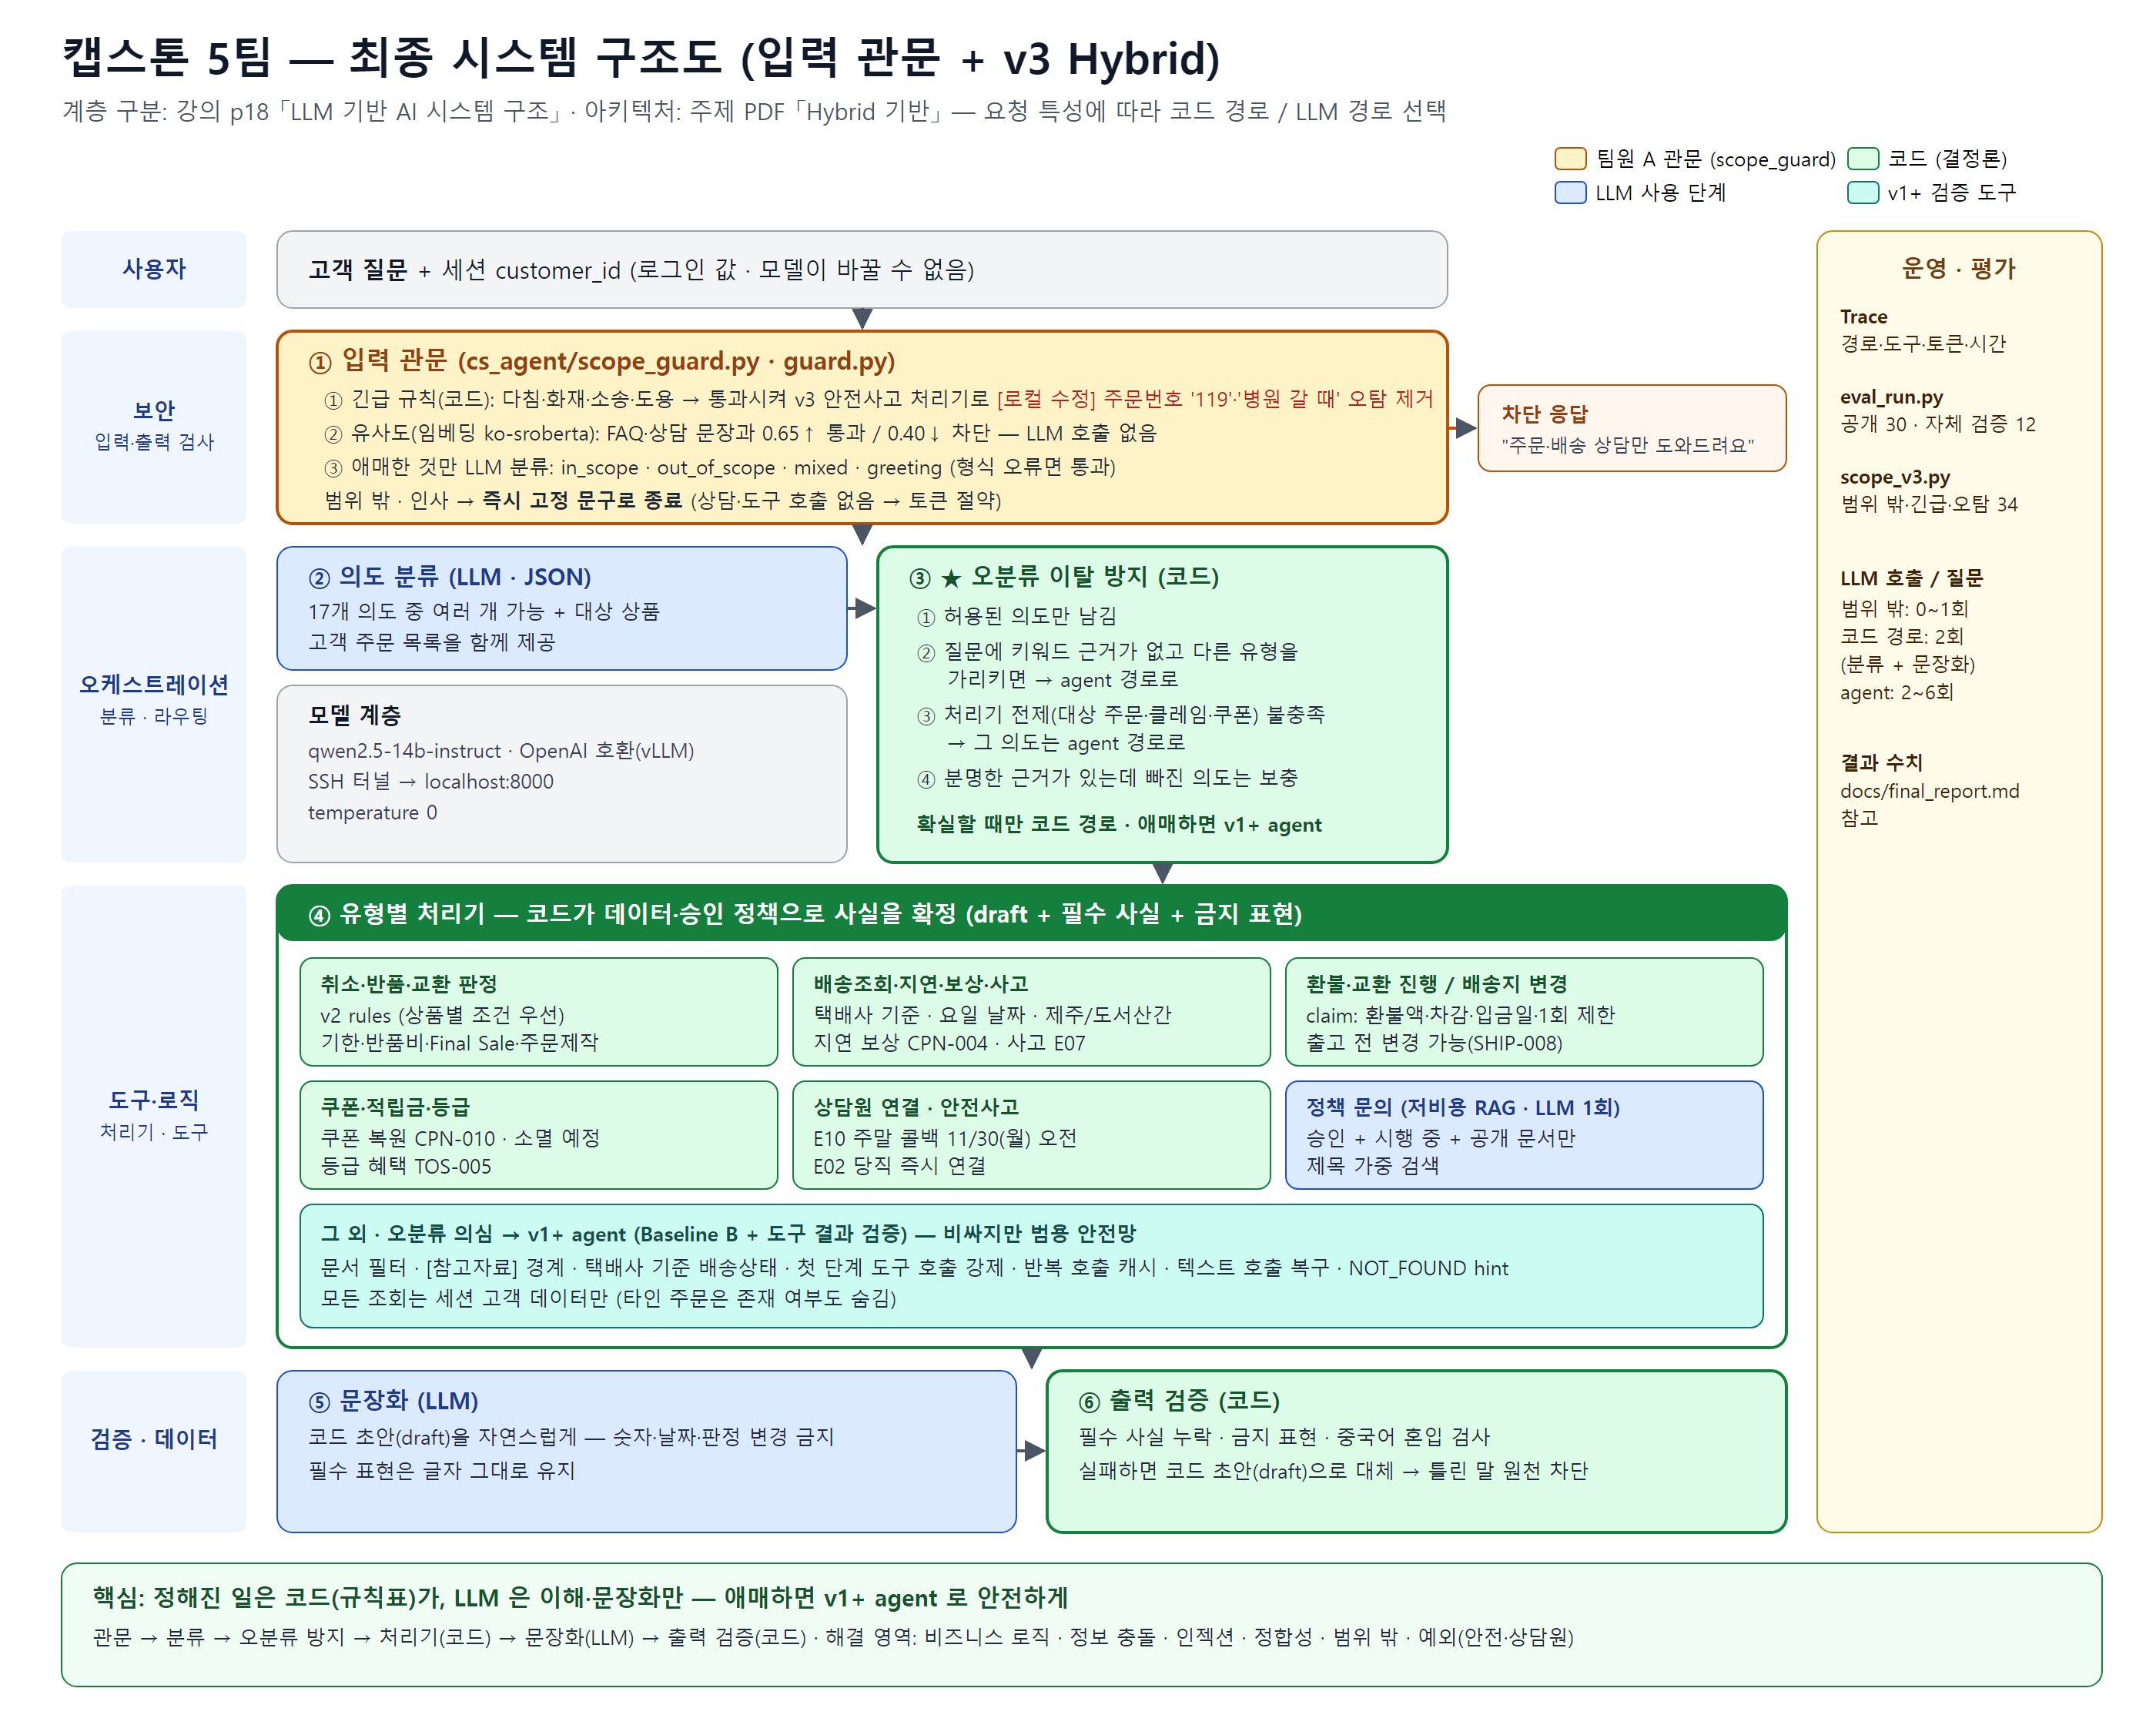 캡스톤 5팀 — 최종 시스템 구조도 (입력 관문 + v3 Hybrid)
계층 구분: 강의 p18 「LLM 기반 AI 시스템 구조」 · 아키텍처: 주제 PDF 「Hybrid 기반」 — 요청 특성에 따라 코드 경로 / LLM 경로 선택
팀원 A 관문 (scope_guard)
코드 (결정론)
LLM 사용 단계
v1+ 검증 도구
사용자
고객 질문 + 세션 customer_id (로그인 값 · 모델이 바꿀 수 없음)
보안
입력·출력 검사
① 입력 관문 (cs_agent/scope_guard.py · guard.py)
① 긴급 규칙(코드): 다침·화재·소송·도용 → 통과시켜 v3 안전사고 처리기로 [로컬 수정] 주문번호 '119'·'병원 갈 때' 오탐 제거
② 유사도(임베딩 ko-sroberta): FAQ·상담 문장과 0.65↑ 통과 / 0.40↓ 차단 — LLM 호출 없음
③ 애매한 것만 LLM 분류: in_scope · out_of_scope · mixed · greeting (형식 오류면 통과)
범위 밖 · 인사 → 즉시 고정 문구로 종료 (상담·도구 호출 없음 → 토큰 절약)
차단 응답
"주문·배송 상담만 도와드려요"
오케스트레이션
분류 · 라우팅
② 의도 분류 (LLM · JSON)
17개 의도 중 여러 개 가능 + 대상 상품
고객 주문 목록을 함께 제공
모델 계층
qwen2.5-14b-instruct · OpenAI 호환(vLLM)
SSH 터널 → localhost:8000
temperature 0
③ ★ 오분류 이탈 방지 (코드)
① 허용된 의도만 남김
② 질문에 키워드 근거가 없고 다른 유형을
가리키면 → agent 경로로
③ 처리기 전제(대상 주문·클레임·쿠폰) 불충족
→ 그 의도는 agent 경로로
④ 분명한 근거가 있는데 빠진 의도는 보충
확실할 때만 코드 경로 · 애매하면 v1+ agent
도구·로직
처리기 · 도구
④ 유형별 처리기 — 코드가 데이터·승인 정책으로 사실을 확정 (draft + 필수 사실 + 금지 표현)
취소·반품·교환 판정
v2 rules (상품별 조건 우선)
기한·반품비·Final Sale·주문제작
배송조회·지연·보상·사고
택배사 기준 · 요일 날짜 · 제주/도서산간
지연 보상 CPN-004 · 사고 E07
환불·교환 진행 / 배송지 변경
claim: 환불액·차감·입금일·1회 제한
출고 전 변경 가능(SHIP-008)
쿠폰·적립금·등급
쿠폰 복원 CPN-010 · 소멸 예정
등급 혜택 TOS-005
상담원 연결 · 안전사고
E10 주말 콜백 11/30(월) 오전
E02 당직 즉시 연결
정책 문의 (저비용 RAG · LLM 1회)
승인 + 시행 중 + 공개 문서만
제목 가중 검색
그 외 · 오분류 의심 → v1+ agent (Baseline B + 도구 결과 검증) — 비싸지만 범용 안전망
문서 필터 · [참고자료] 경계 · 택배사 기준 배송상태 · 첫 단계 도구 호출 강제 · 반복 호출 캐시 · 텍스트 호출 복구 · NOT_FOUND hint
모든 조회는 세션 고객 데이터만 (타인 주문은 존재 여부도 숨김)
검증 · 데이터
⑤ 문장화 (LLM)
코드 초안(draft)을 자연스럽게 — 숫자·날짜·판정 변경 금지
필수 표현은 글자 그대로 유지
⑥ 출력 검증 (코드)
필수 사실 누락 · 금지 표현 · 중국어 혼입 검사
실패하면 코드 초안(draft)으로 대체 → 틀린 말 원천 차단
운영 · 평가
Trace
경로·도구·토큰·시간
eval_run.py
공개 30 · 자체 검증 12
scope_v3.py
범위 밖·긴급·오탐 34
LLM 호출 / 질문
범위 밖: 0~1회
코드 경로: 2회
(분류 + 문장화)
agent: 2~6회
결과 수치
docs/final_report.md
참고
핵심: 정해진 일은 코드(규칙표)가, LLM 은 이해·문장화만 — 애매하면 v1+ agent 로 안전하게
관문 → 분류 → 오분류 방지 → 처리기(코드) → 문장화(LLM) → 출력 검증(코드) · 해결 영역: 비즈니스 로직 · 정보 충돌 · 인젝션 · 정합성 · 범위 밖 · 예외(안전·상담원)